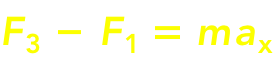 F₃ − F₁ = maₓ